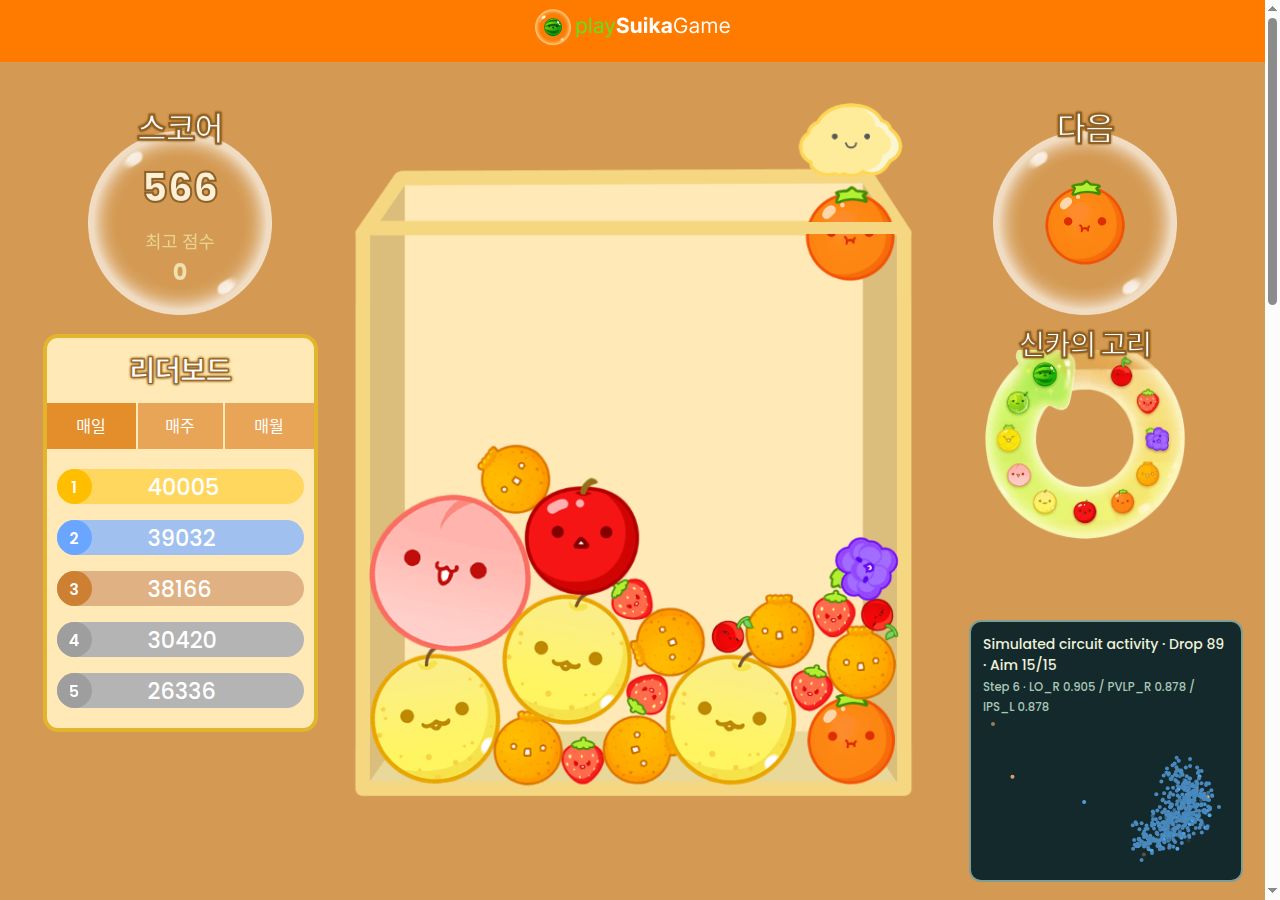 playSuikaGame
스코어
566
최고 점수
0
리더보드
매일 매주 매월
1 40005
2 39032
3 38166
4 30420
5 26336
다음
신카의 고리
Simulated circuit activity · Drop 89
· Aim 15/15
Step 6 · LO_R 0.905 / PVLP_R 0.878 /
IPS_L 0.878